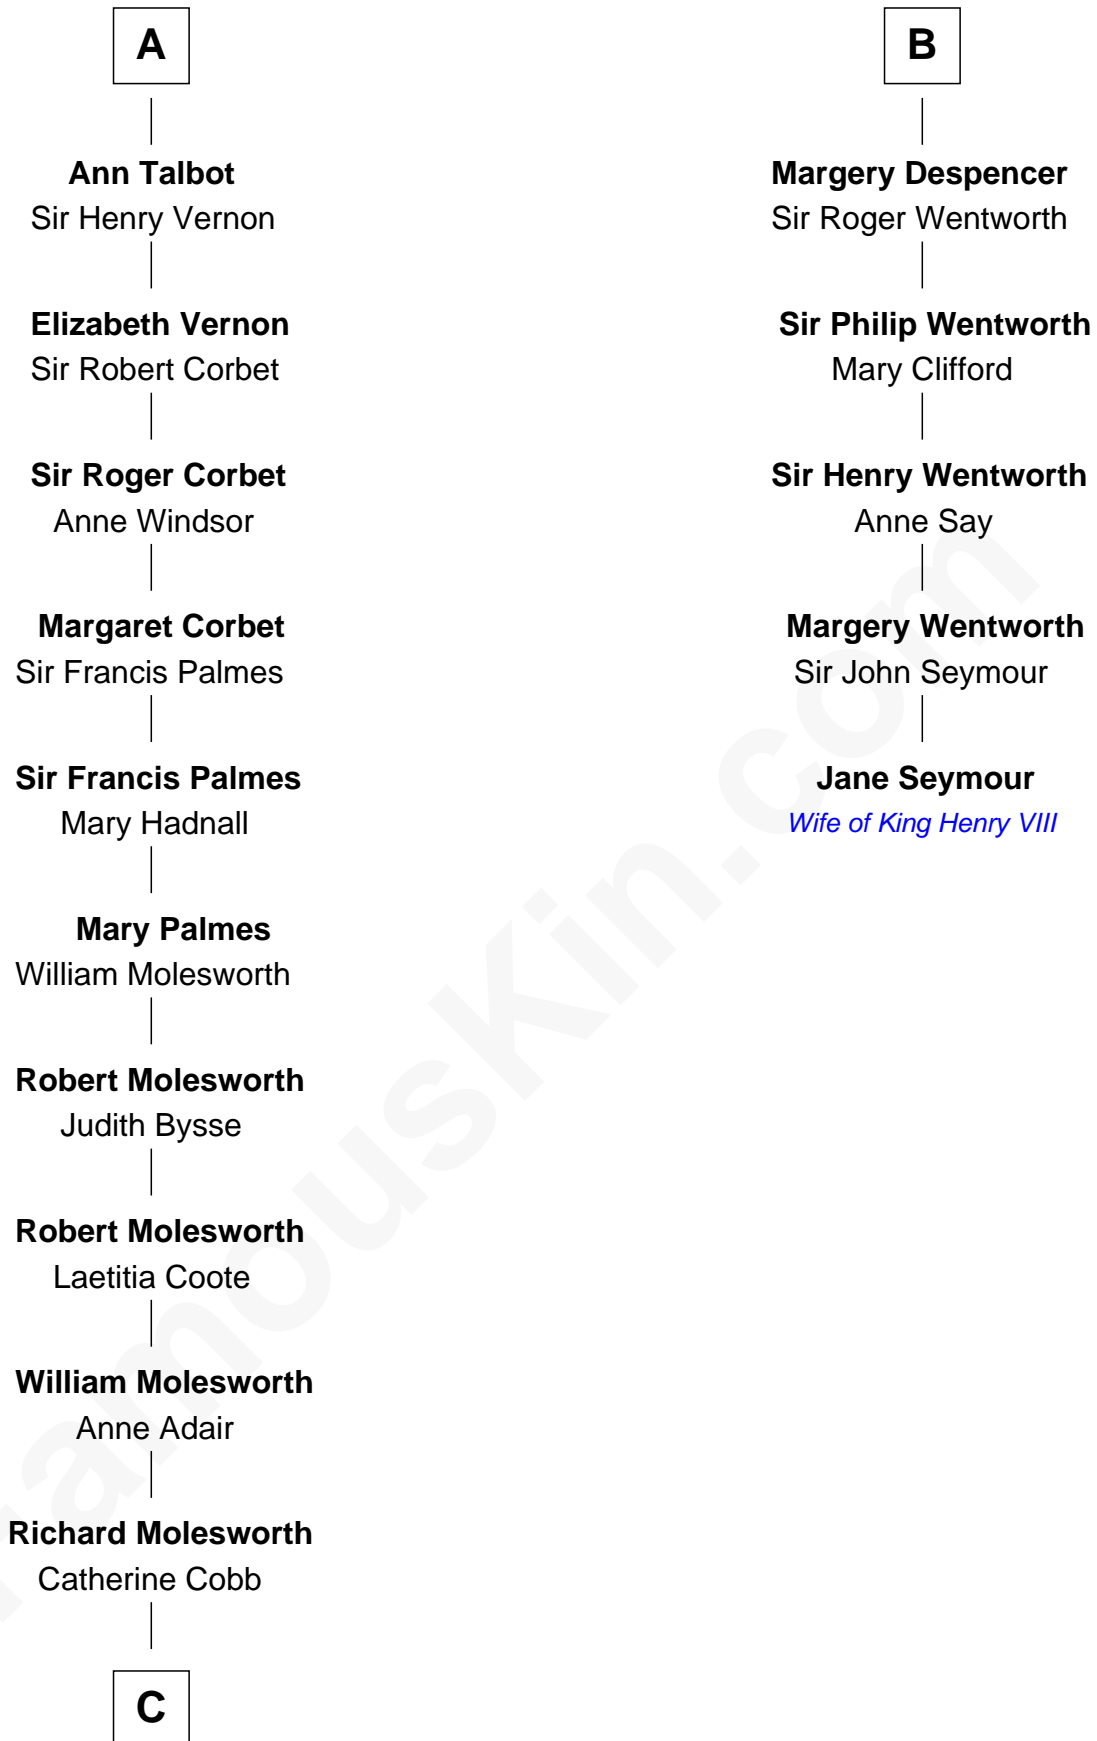 A
Ann Talbot
Sir Henry Vernon
Elizabeth Vernon
Sir Robert Corbet
Sir Roger Corbet
Anne Windsor
Margaret Corbet
Sir Francis Palmes
Sir Francis Palmes
Mary Hadnall
Mary Palmes
William Molesworth
Robert Molesworth
Judith Bysse
Robert Molesworth
Laetitia Coote
William Molesworth
Anne Adair
Richard Molesworth
Catherine Cobb
C
B
Margery Despencer
Sir Roger Wentworth
Sir Philip Wentworth
Mary Clifford
Sir Henry Wentworth
Anne Say
Margery Wentworth
Sir John Seymour
Jane Seymour
Wife of King Henry VIII
FamousKin.com